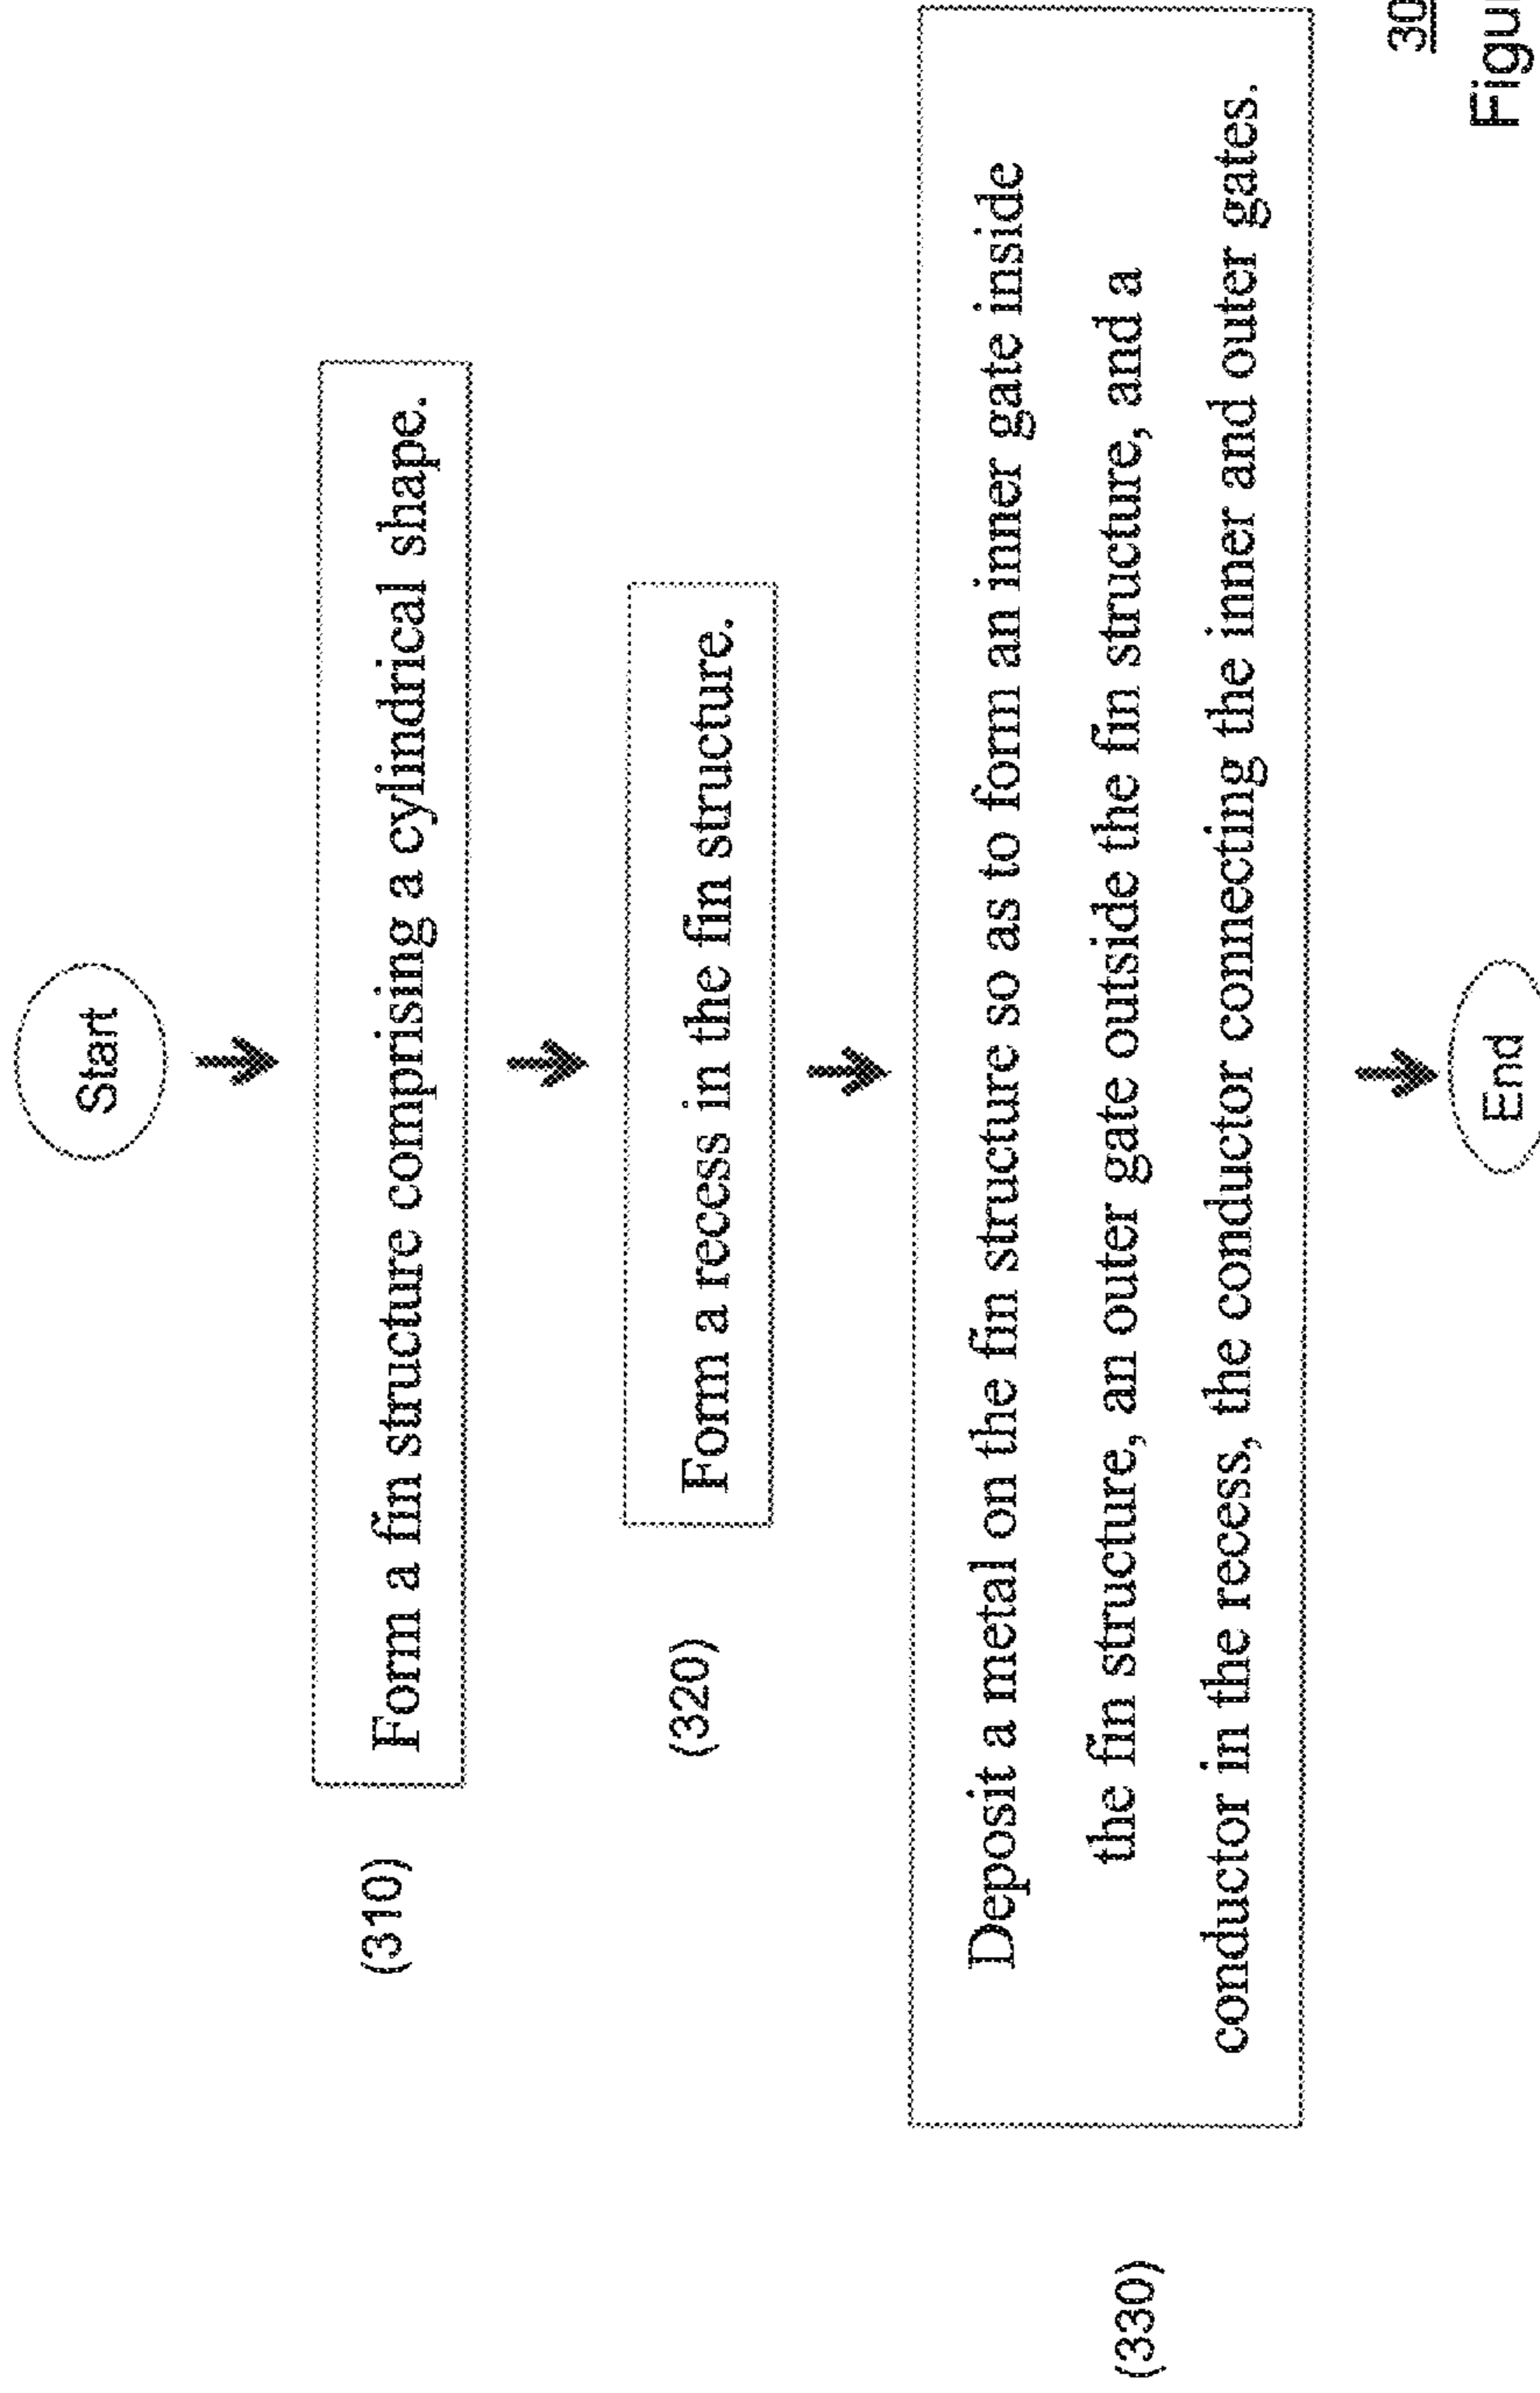 Start
(310) Form a fin structure comprising a cylindrical shape.
(320) Form a recess in the fin structure.
Deposit a metal on the fin structure so as to form an inner gate inside
(330) the fin structure, an outer gate outside the fin structure, and a
conductor in the recess, the conductor connecting the inner and outer gates.
End